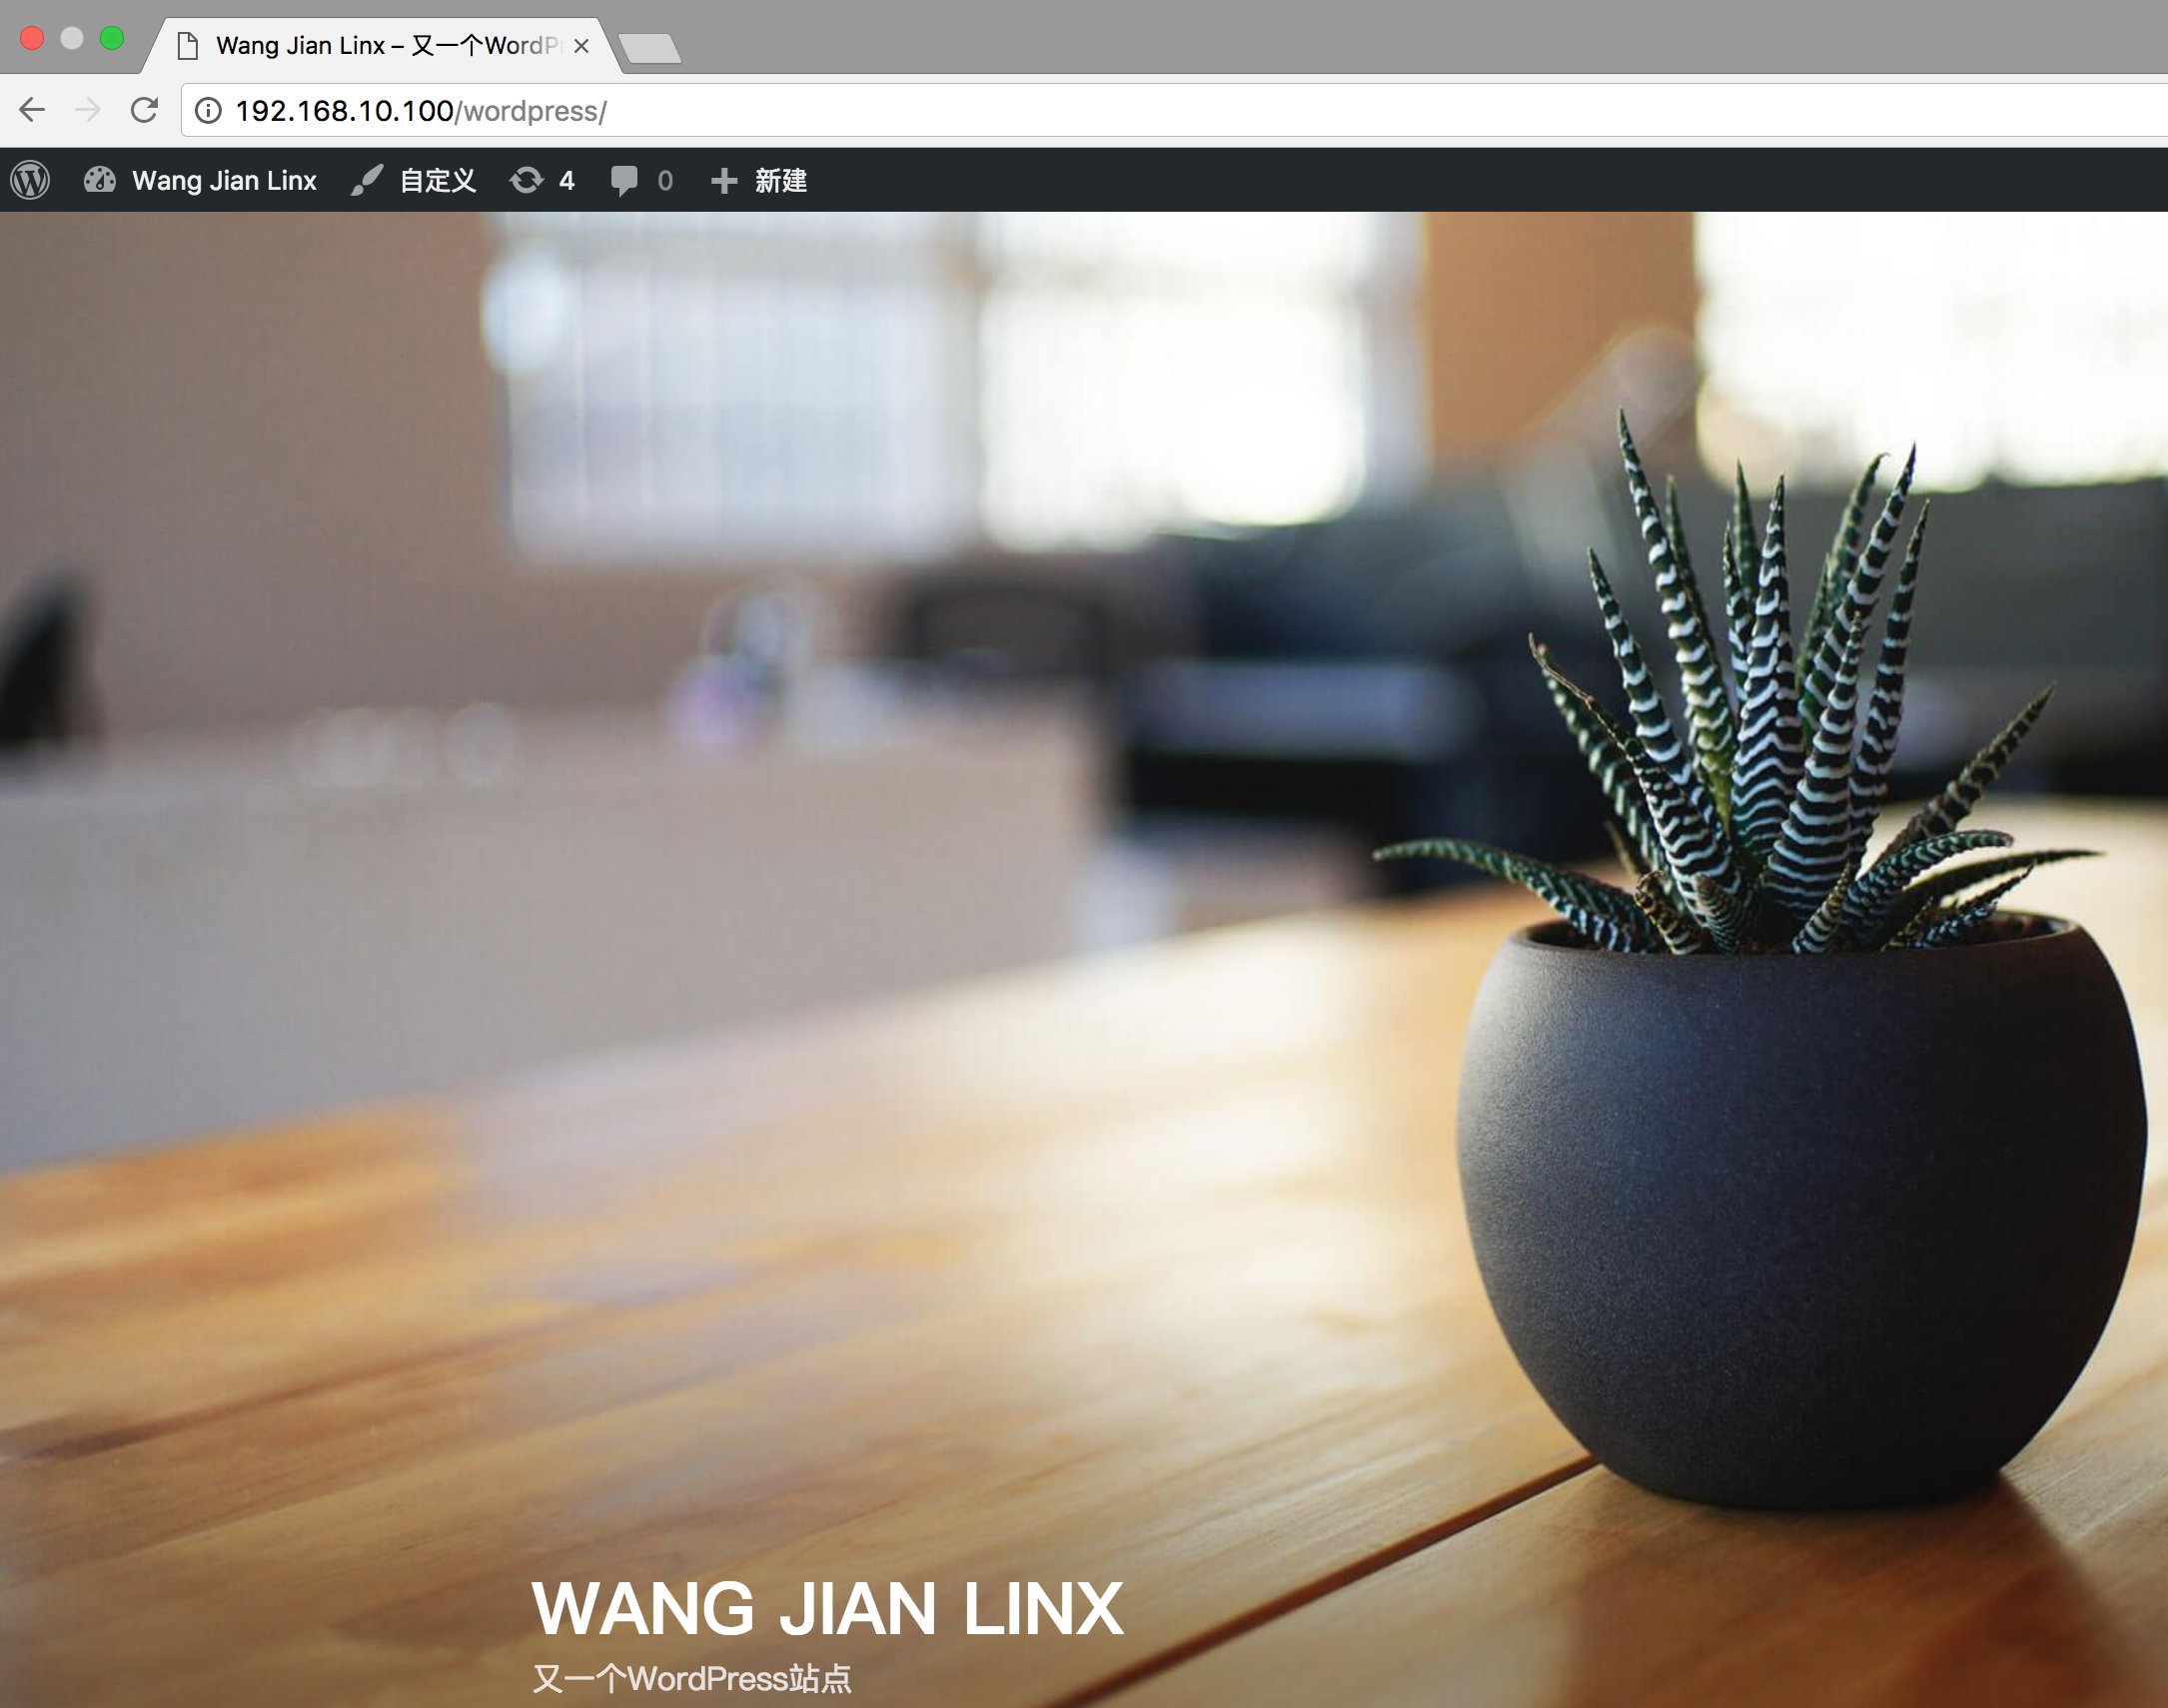 Wang Jian Linx – 又一个WordP
192.168.10.100/wordpress/
Wang Jian Linx 自定义 4 0 新建
WANG JIAN LINX
又一个WordPress站点